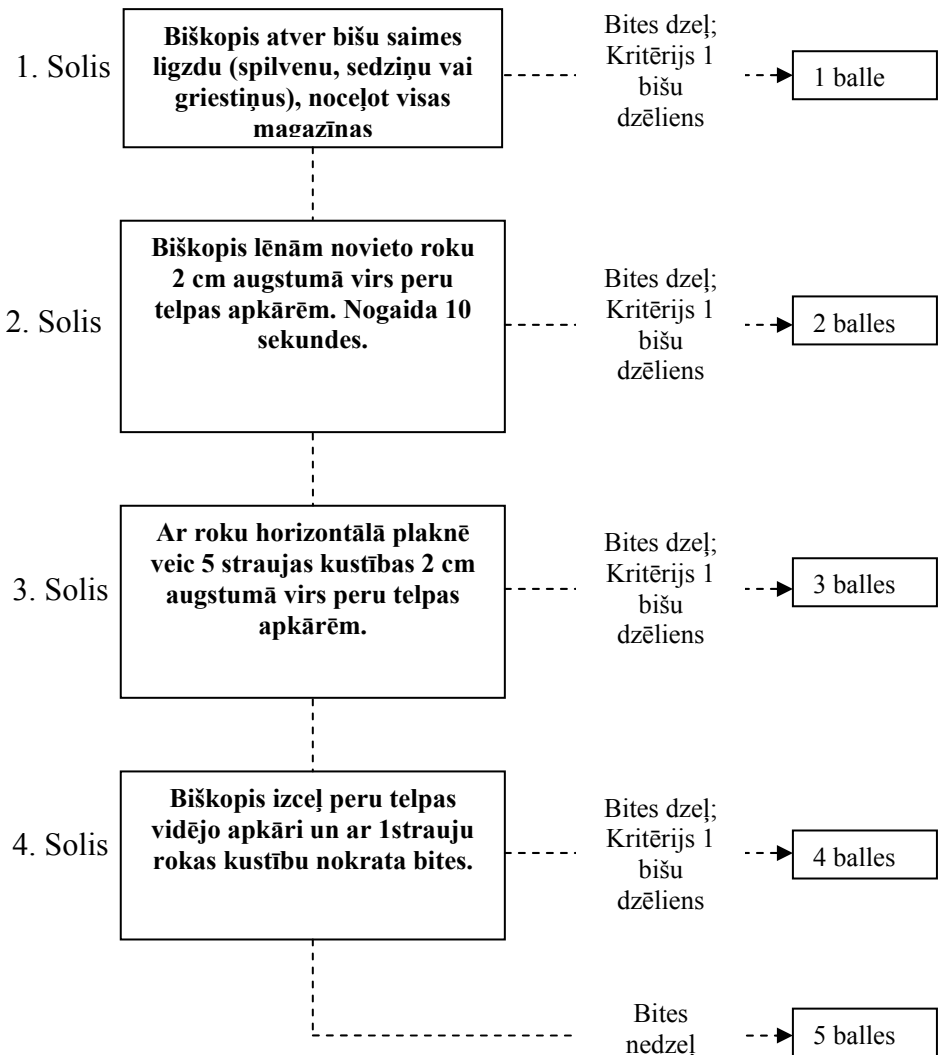 1. Solis
Biškopis atver bišu saimes
ligzdu (spilvenu, sedziņu vai
griestiņus), noceļot visas
magazīnas
Bites dzeļ;
Kritērijs 1
bišu
dzēliens
1 balle
2. Solis
Biškopis lēnām novieto roku
2 cm augstumā virs peru
telpas apkārēm. Nogaida 10
sekundes.
Bites dzeļ;
Kritērijs 1
bišu
dzēliens
2 balles
3. Solis
Ar roku horizontālā plaknē
veic 5 straujas kustības 2 cm
augstumā virs peru telpas
apkārēm.
Bites dzeļ;
Kritērijs 1
bišu
dzēliens
3 balles
4. Solis
Biškopis izceļ peru telpas
vidējo apkāri un ar 1strauju
rokas kustību nokrata bites.
Bites dzeļ;
Kritērijs 1
bišu
dzēliens
4 balles
Bites
nedzeļ
5 balles